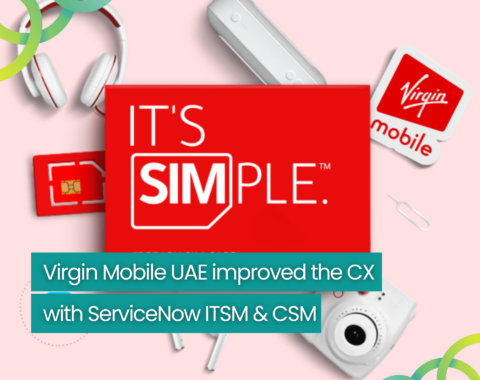 IT'S
SIMPLE.™
Virgin
mobile
Virgin Mobile UAE improved the CX
with ServiceNow ITSM & CSM